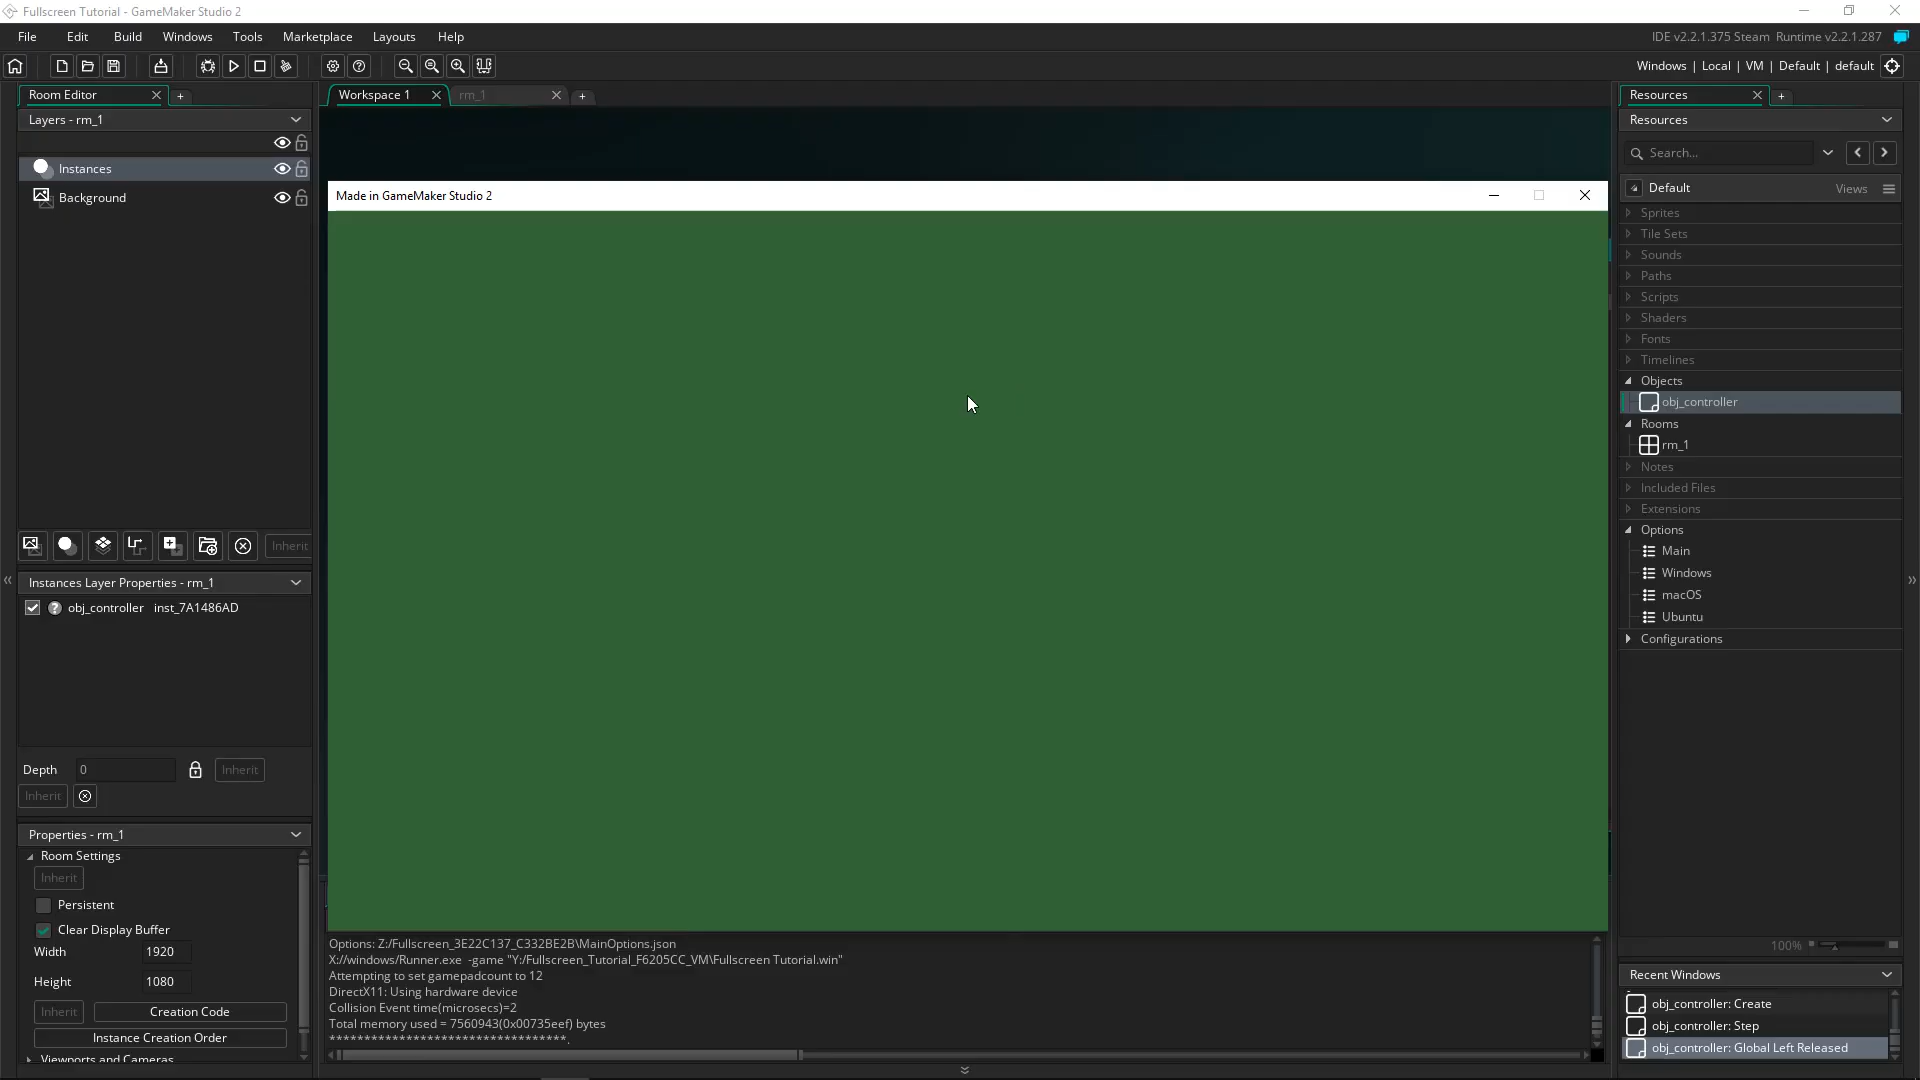 Fullscreen Tutorial - GameMaker Studio 2
File Edit Build Windows Tools Marketplace Layouts Help
IDE v2.2.1.375 Steam Runtime v2.2.1.287
Windows | Local | VM | Default | default
Room Editor
Layers - rm_1
Instances
Background
Inherit
Instances Layer Properties - rm_1
obj_controller inst_7A1486AD
Depth 0 Inherit
Inherit
Properties - rm_1
Room Settings
Inherit
Persistent
Clear Display Buffer
Width 1920
Height 1080
Inherit Creation Code
Instance Creation Order
Viewports and Cameras
Workspace 1
rm_1
Made in GameMaker Studio 2
Options: Z:/Fullscreen_3E22C137_C332BE2B\MainOptions.json
X://windows/Runner.exe -game "Y:/Fullscreen_Tutorial_F6205CC_VM\Fullscreen Tutorial.win"
Attempting to set gamepadcount to 12
DirectX11: Using hardware device
Collision Event time(microsecs)=2
Total memory used = 7560943(0x00735eef) bytes
**********************************.
Resources
Resources
Search...
Default Views
Sprites
Tile Sets
Sounds
Paths
Scripts
Shaders
Fonts
Timelines
Objects
obj_controller
Rooms
rm_1
Notes
Included Files
Extensions
Options
Main
Windows
macOS
Ubuntu
Configurations
100%
Recent Windows
obj_controller: Create
obj_controller: Step
obj_controller: Global Left Released